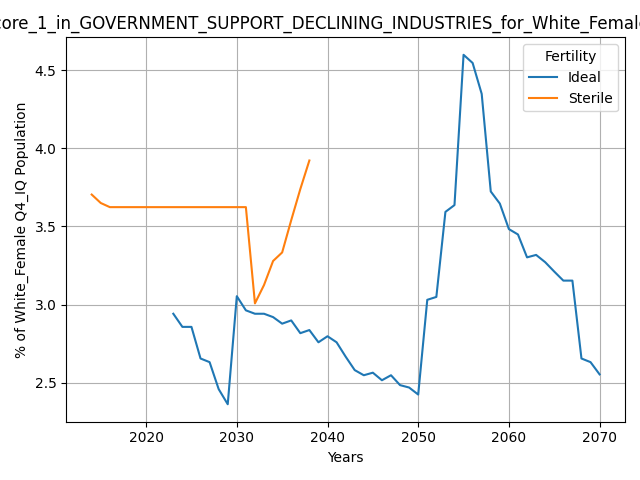 core_1_in_GOVERNMENT_SUPPORT_DECLINING_INDUSTRIES_for_White_Female
Fertility
Ideal
Sterile
% of White_Female Q4_IQ Population
4.5
4.0
3.5
3.0
2.5
2020 2030 2040 2050 2060 2070
Years